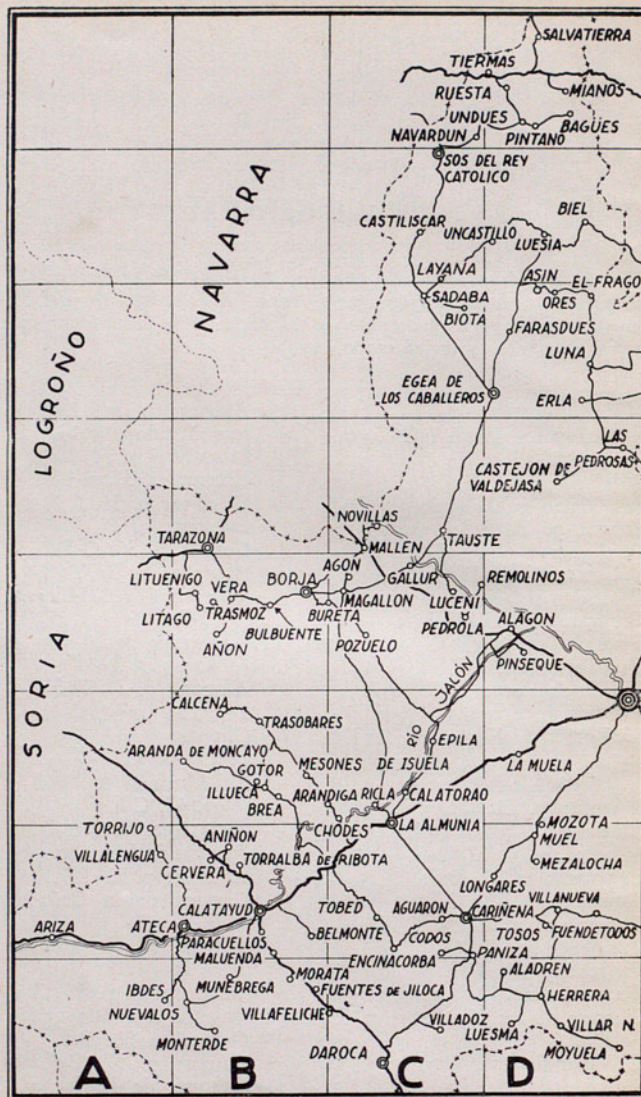 SALVATIERRA
TIERMAS
RUESTA
MIANOS
UNDUES
BAGÜES
NAVARDUN
PINTANO
SOS DEL REY
CATOLICO
NAVARRA
CASTILISCAR
UNCASTILLO
BIEL
LUESIA
LAYANA
ASIN
EL FRAGO
SADABA
ORES
BIOTA
FARASDUES
LOGROÑO
LUNA
EGEA DE
LOS CABALLEROS
ERLA
LAS
PEDROSAS
CASTEJON DE
VALDEJASA
NOVILLAS
TARAZONA
MALLEN
TAUSTE
AGON
GALLUR
LITUENIGO
VERA
BORJA
REMOLINOS
LITAGO
TRASMOZ
BURETA
MAGALLON
LUCENI
AÑON
BULBUENTE
POZUELO
PEDROLA
ALAGON
PINSEQUE
SORIA
RIO JALÓN
CALCENA
TRASOBARES
EPILA
ARANDA DE MONCAYO
MESONES DE ISUELA
LA MUELA
GOTOR
ILLUECA
BREA
ARANDIGA
RICLA
CALATORAO
TORRIJO
CHODES
LA ALMUNIA
MOZOTA
ANIÑON
MUEL
VILLALENGUA
CERVERA
TORRALBA DE RIBOTA
MEZALOCHA
LONGARES
CALATAYUD
TOBED
AGUARON
CARIÑENA
VILLANUEVA
ARIZA
ATECA
PARACUELLOS
BELMONTE
CODOS
TOSOS
FUENDETODOS
MALUENDA
ENCINACORBA
PANIZA
MORATA
ALADREN
IBDES
MUNÉBREGA
FUENTES DE JILOCA
HERRERA
NUEVALOS
VILLAFELICHE
VILLADOZ
LUESMA
VILLAR N.
MONTERDE
MOYUELA
DAROCA
A B C D